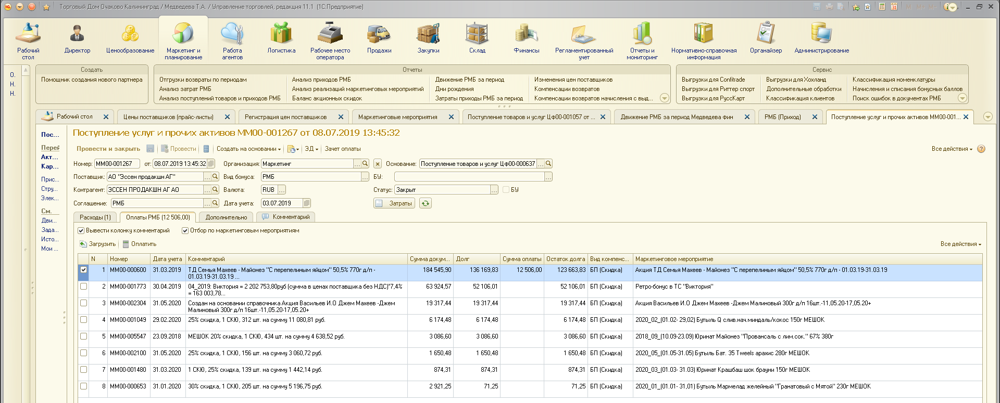 Торговый Дом Очаково Калининград / Медведева Т.А. / Управление торговлей, редакция 11.1 (1С:Предприятие)
M M+ M-
Рабочий стол
Директор
Ценообразование
Маркетинг и планирование
Работа агентов
Логистика
Рабочее место оператора
Продажи
Закупки
Склад
Финансы
Регламентированный учет
Отчеты и мониторинг
Нормативно-справочная информация
Органайзер
Администрирование
О.
Н.
Н.
Создать
Помощник создания нового партнера
Отчеты
Отгрузки возвраты по периодам
Анализ затрат РМБ
Анализ поступлений товаров и приходов РМБ
Анализ приходов РМБ
Анализ реализаций маркетинговых мероприятий
Баланс акционных скидок
Движение РМБ за период
Дни рождения
Затраты приходы РМБ за период
Изменения цен поставщиков
Компенсации возвратов
Компенсации возвратов начисления с выд...
Сервис
Выгрузки для Confitrade
Выгрузки для Риттер спорт
Выгрузки для РуссКарт
Выгрузки для Хохланд
Дополнительные обработки
Классификация клиентов
Классификация номенклатуры
Начисления и списания бонусных баллов
Поиск ошибок в документах РМБ
Рабочий стол
Цены поставщиков (прайс-листы)
Регистрация цен поставщиков
Маркетинговые мероприятия
Поступление товаров и услуг Цф00-001057 от ...
Движение РМБ за период Медведева фин
РМБ (Приход)
Поступление услуг и прочих активов ММ00-001...
Пос...
Перей
Акт...
Кар...
Прис...
Стру...
Элек...
См.
Дви...
Зада...
Исто...
Мои ...
Поступление услуг и прочих активов ММ00-001267 от 08.07.2019 13:45:32
Провести и закрыть Провести Создать на основании ЭД Зачет оплаты Все действия
Номер: ММ00-001267 от: 08.07.2019 13:45:32 Организация: Маркетинг Основание: Поступление товаров и услуг Цф00-000637
Поставщик: АО "Эссен продакшн АГ" Вид бонуса: РМБ БУ:
Контрагент: ЭССЕН ПРОДАКШН АГ АО Валюта: RUB Статус: Закрыт БУ
Соглашение: РМБ Дата учета: 03.07.2019 Затраты
Расходы (1) Оплаты РМБ (12 506,00) Дополнительно Комментарий
Вывести колонку комментарий Отбор по маркетинговым мероприятиям
Загрузить Оплатить Все действия
N Номер Дата учета Комментарий Сумма докум... Долг Сумма оплаты Остаток долга Вид компенс... Маркетинговое мероприятие
1 ММ00-000600 31.03.2019 ТД Семья Махеев - Майонез "С перепелиным яйцом" 50,5% 770г д/п - 01.03.19-31.03.19 ... 184 545,90 136 169,83 12 506,00 123 663,83 БП (Скидка) Акция ТД Семья Махеев - Майонез "С перепелиным яйцом" 50,5% 770г д/п - 01.03.19-31.03.19
2 ММ00-001773 30.04.2019 04_2019: Виктория = 2 202 753,80руб (сумма в ценах поставщика без НДС)*7,4% = 163 003,78... 63 924,57 52 106,01 52 106,01 БП (Скидка) Ретро-бонус в ТС "Виктория"
3 ММ00-002304 31.05.2020 Создан на основании справочника Акция Васильев И.О Джем Махеев -Джем Малиновый 300г д/п 16шт.-11,05.20-17,05.20+ 19 317,44 19 317,44 19 317,44 БП (Скидка) Акция Васильев И.О Джем Махеев -Джем Малиновый 300г д/п 16шт.-11,05.20-17,05.20+
4 ММ00-001049 29.02.2020 25% скидка, 1 СКЮ, 312 шт. на сумму 11 080,81 руб. 6 174,48 6 174,48 6 174,48 БП (Скидка) 2020_02_(01.02- 29,02) Бутыль Q слив.нач.миндаль/кокос 150г МЕШОК
5 ММ00-005547 23.09.2018 МЕШОК 20% скидка, 1 СКЮ, 434 шт. на сумму 4 638,52 руб. 3 086,60 3 086,60 3 086,60 БП (Скидка) 2018_09_(10.09-23.09) Юринат Майонез "Провансаль с лим.сок." 67% 380г
6 ММ00-002100 31.05.2020 25% скидка, 1 СКЮ, 156 шт. на сумму 3 060,72 руб. 1 650,48 1 650,48 1 650,48 БП (Скидка) 2020_05_(01.05-31.05) Бутыль Бат. 35 Tweels арахис 280г МЕШОК
7 ММ00-001480 31.03.2020 1 СКЮ, 25% скидка, 139 шт. на сумму 1 442,14 руб. 874,31 874,31 874,31 БП (Скидка) 2020_03_(01.03- 31.03) Юринат Крашбаш шок брауни 150г МЕШОК
8 ММ00-000653 31.01.2020 30% скидка, 1 СКЮ, 205 шт. на сумму 5 196,75 руб. 2 921,25 71,25 71,25 БП (Скидка) 2020_01_(01.01- 31,01) Бутыль Мармелад желейный "Гранатовый с Мятой" 230г МЕШОК